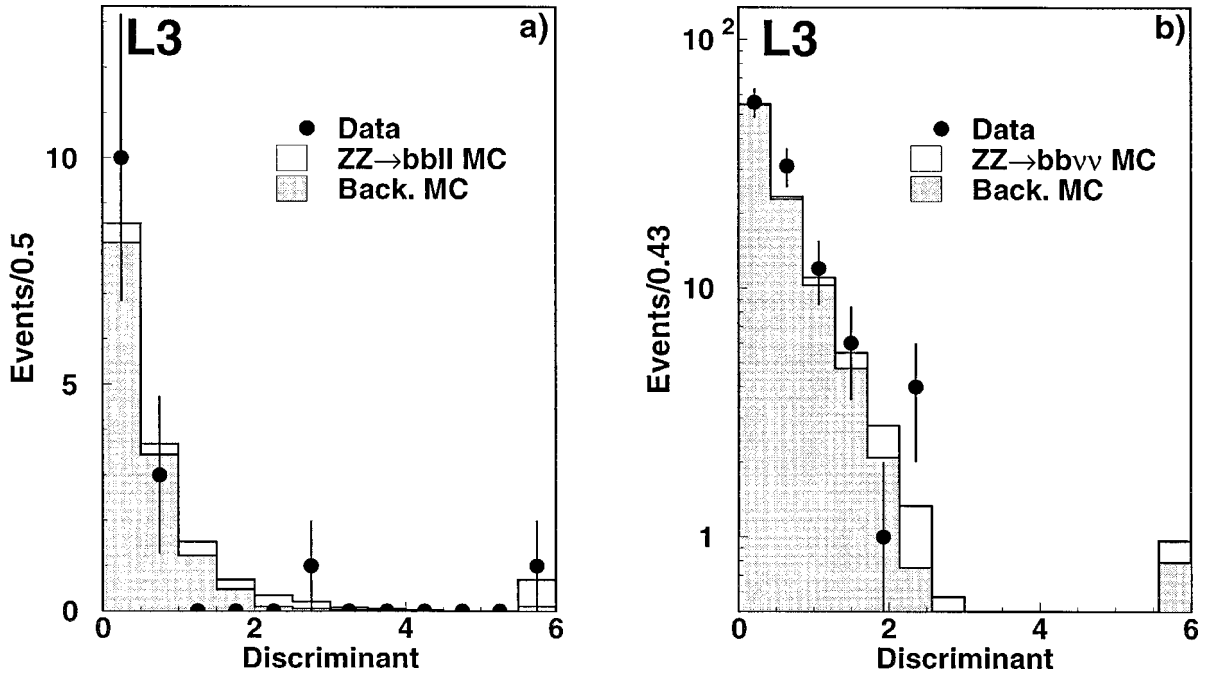 L3
a)
Data
ZZ→bbll MC
Back. MC
Events/0.5
10
5
0
0
2
4
6
Discriminant
L3
b)
Data
ZZ→bbνν MC
Back. MC
Events/0.43
10²
10
1
0
2
4
6
Discriminant